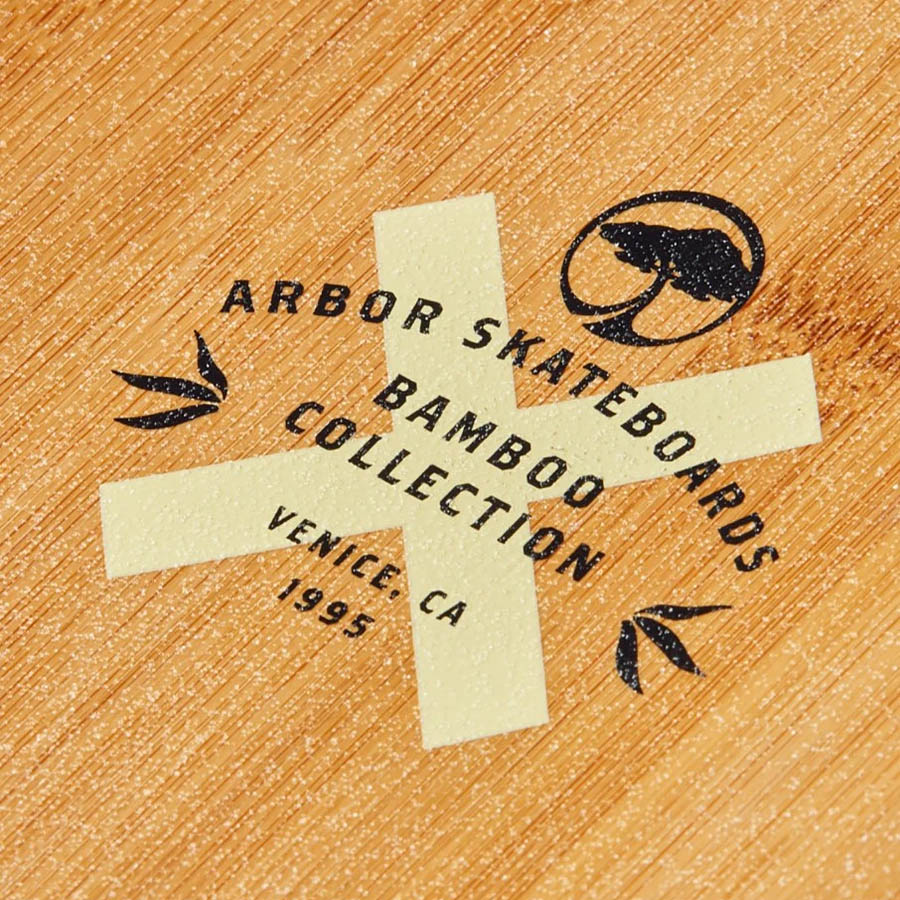 ARBOR SKATEBOARDS
BAMBOO
COLLECTION
VENICE, CA
1995